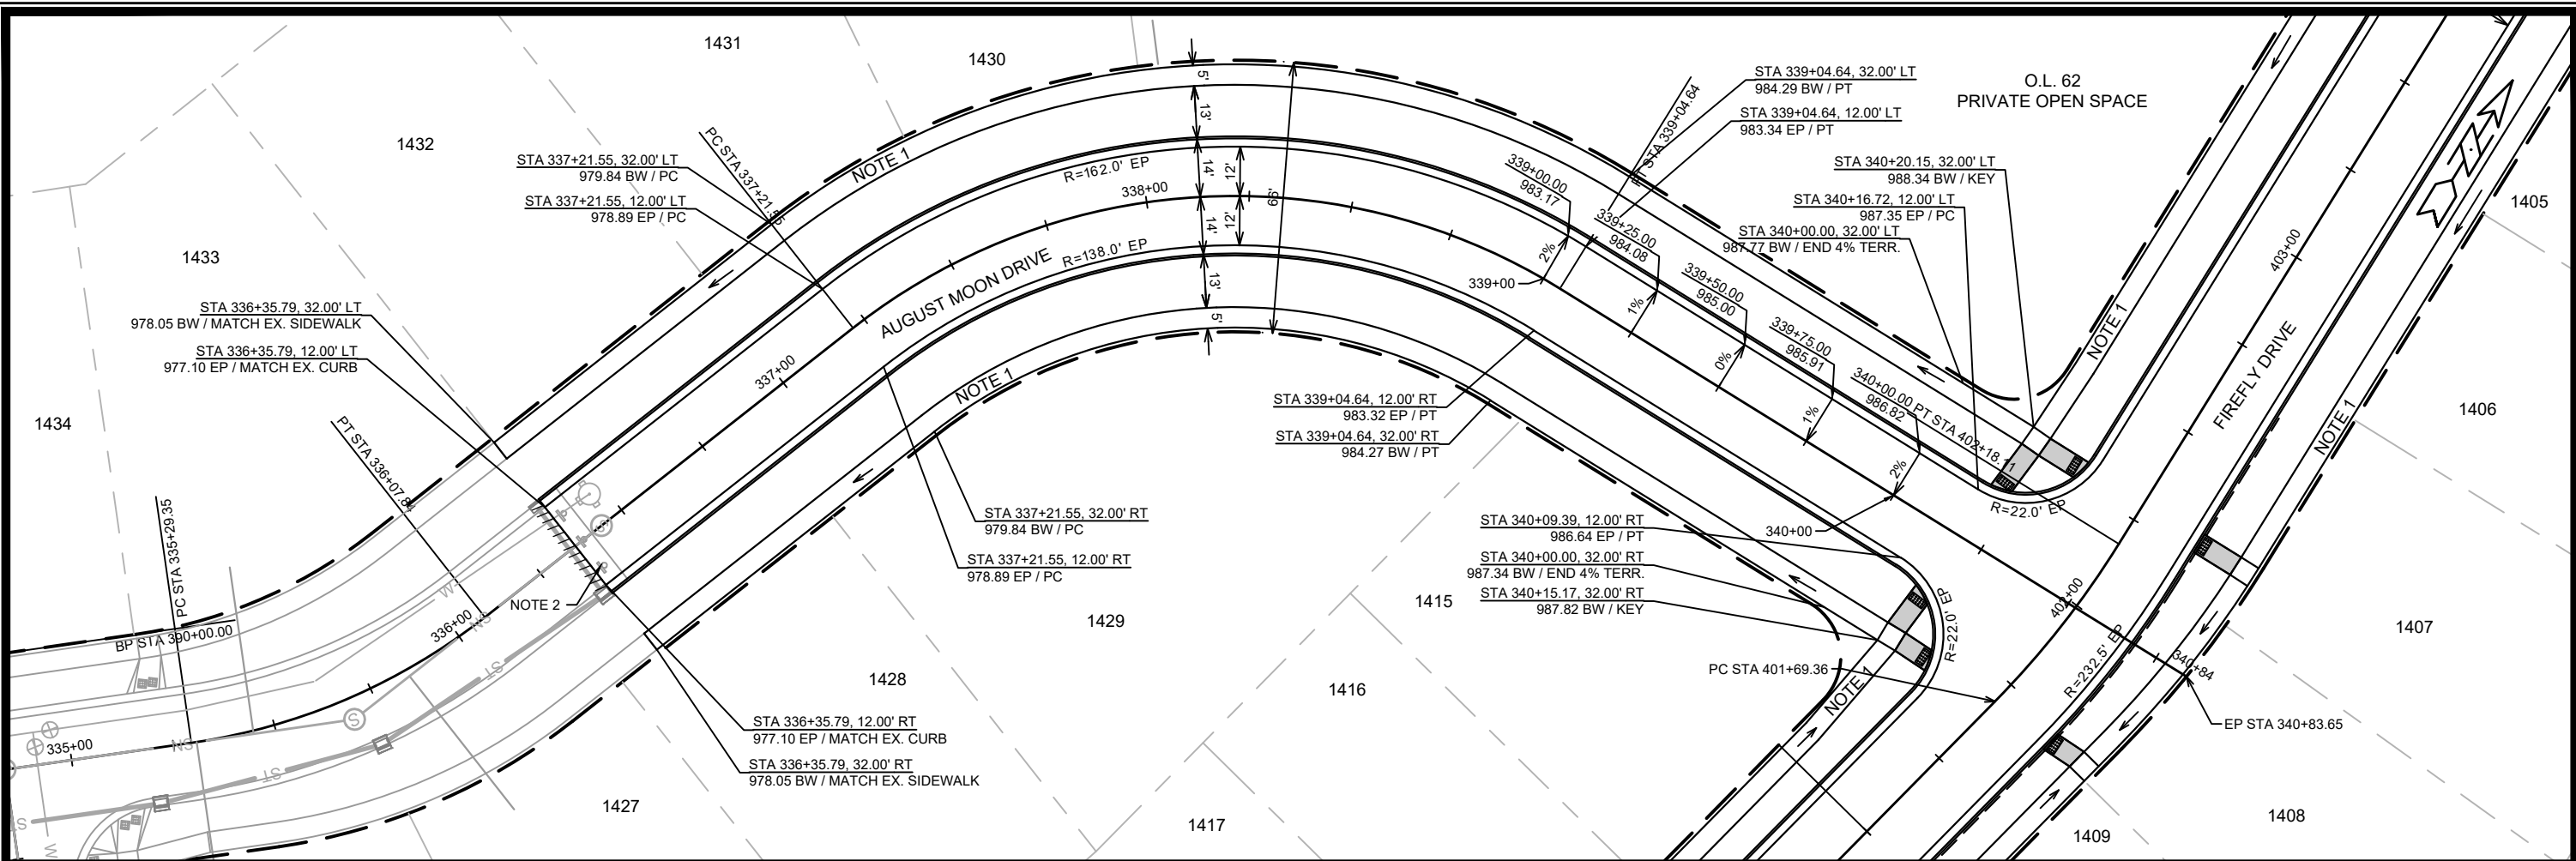 1431
1430
1432
1433
1434
O.L. 62
PRIVATE OPEN SPACE
1405
1406
1407
1408
1409
1415
1416
1417
1427
1428
1429
STA 337+21.55, 32.00' LT
979.84 BW / PC
STA 337+21.55, 12.00' LT
978.89 EP / PC
PC STA 337+21.55
STA 336+35.79, 32.00' LT
978.05 BW / MATCH EX. SIDEWALK
STA 336+35.79, 12.00' LT
977.10 EP / MATCH EX. CURB
PT STA 336+07.84
PC STA 335+29.35
BP STA 390+00.00
335+00
336+00
337+00
338+00
NOTE 1
R=162.0' EP
AUGUST MOON DRIVE
R=138.0' EP
NOTE 1
5'
13'
14'
12'
14'
12'
13'
5'
66'
NOTE 2
W
SN
ST
SN
ST
ST
W
S
S
STA 337+21.55, 32.00' RT
979.84 BW / PC
STA 337+21.55, 12.00' RT
978.89 EP / PC
STA 336+35.79, 12.00' RT
977.10 EP / MATCH EX. CURB
STA 336+35.79, 32.00' RT
978.05 BW / MATCH EX. SIDEWALK
STA 339+04.64, 32.00' LT
984.29 BW / PT
STA 339+04.64, 12.00' LT
983.34 EP / PT
PT STA 339+04.64
339+00.00
983.17
339+25.00
984.08
339+50.00
985.00
339+75.00
985.91
340+00.00
986.82
2%
1%
0%
1%
2%
339+00
340+00
PT STA 402+18.11
STA 340+20.15, 32.00' LT
988.34 BW / KEY
STA 340+16.72, 12.00' LT
987.35 EP / PC
STA 340+00.00, 32.00' LT
987.77 BW / END 4% TERR.
STA 339+04.64, 12.00' RT
983.32 EP / PT
STA 339+04.64, 32.00' RT
984.27 BW / PT
STA 340+09.39, 12.00' RT
986.64 EP / PT
STA 340+00.00, 32.00' RT
987.34 BW / END 4% TERR.
STA 340+15.17, 32.00' RT
987.82 BW / KEY
PC STA 401+69.36
R=22.0' EP
R=22.0' EP
R=232.5' EP
NOTE 1
NOTE 1
NOTE 1
FIREFLY DRIVE
403+00
402+00
340+84
EP STA 340+83.65